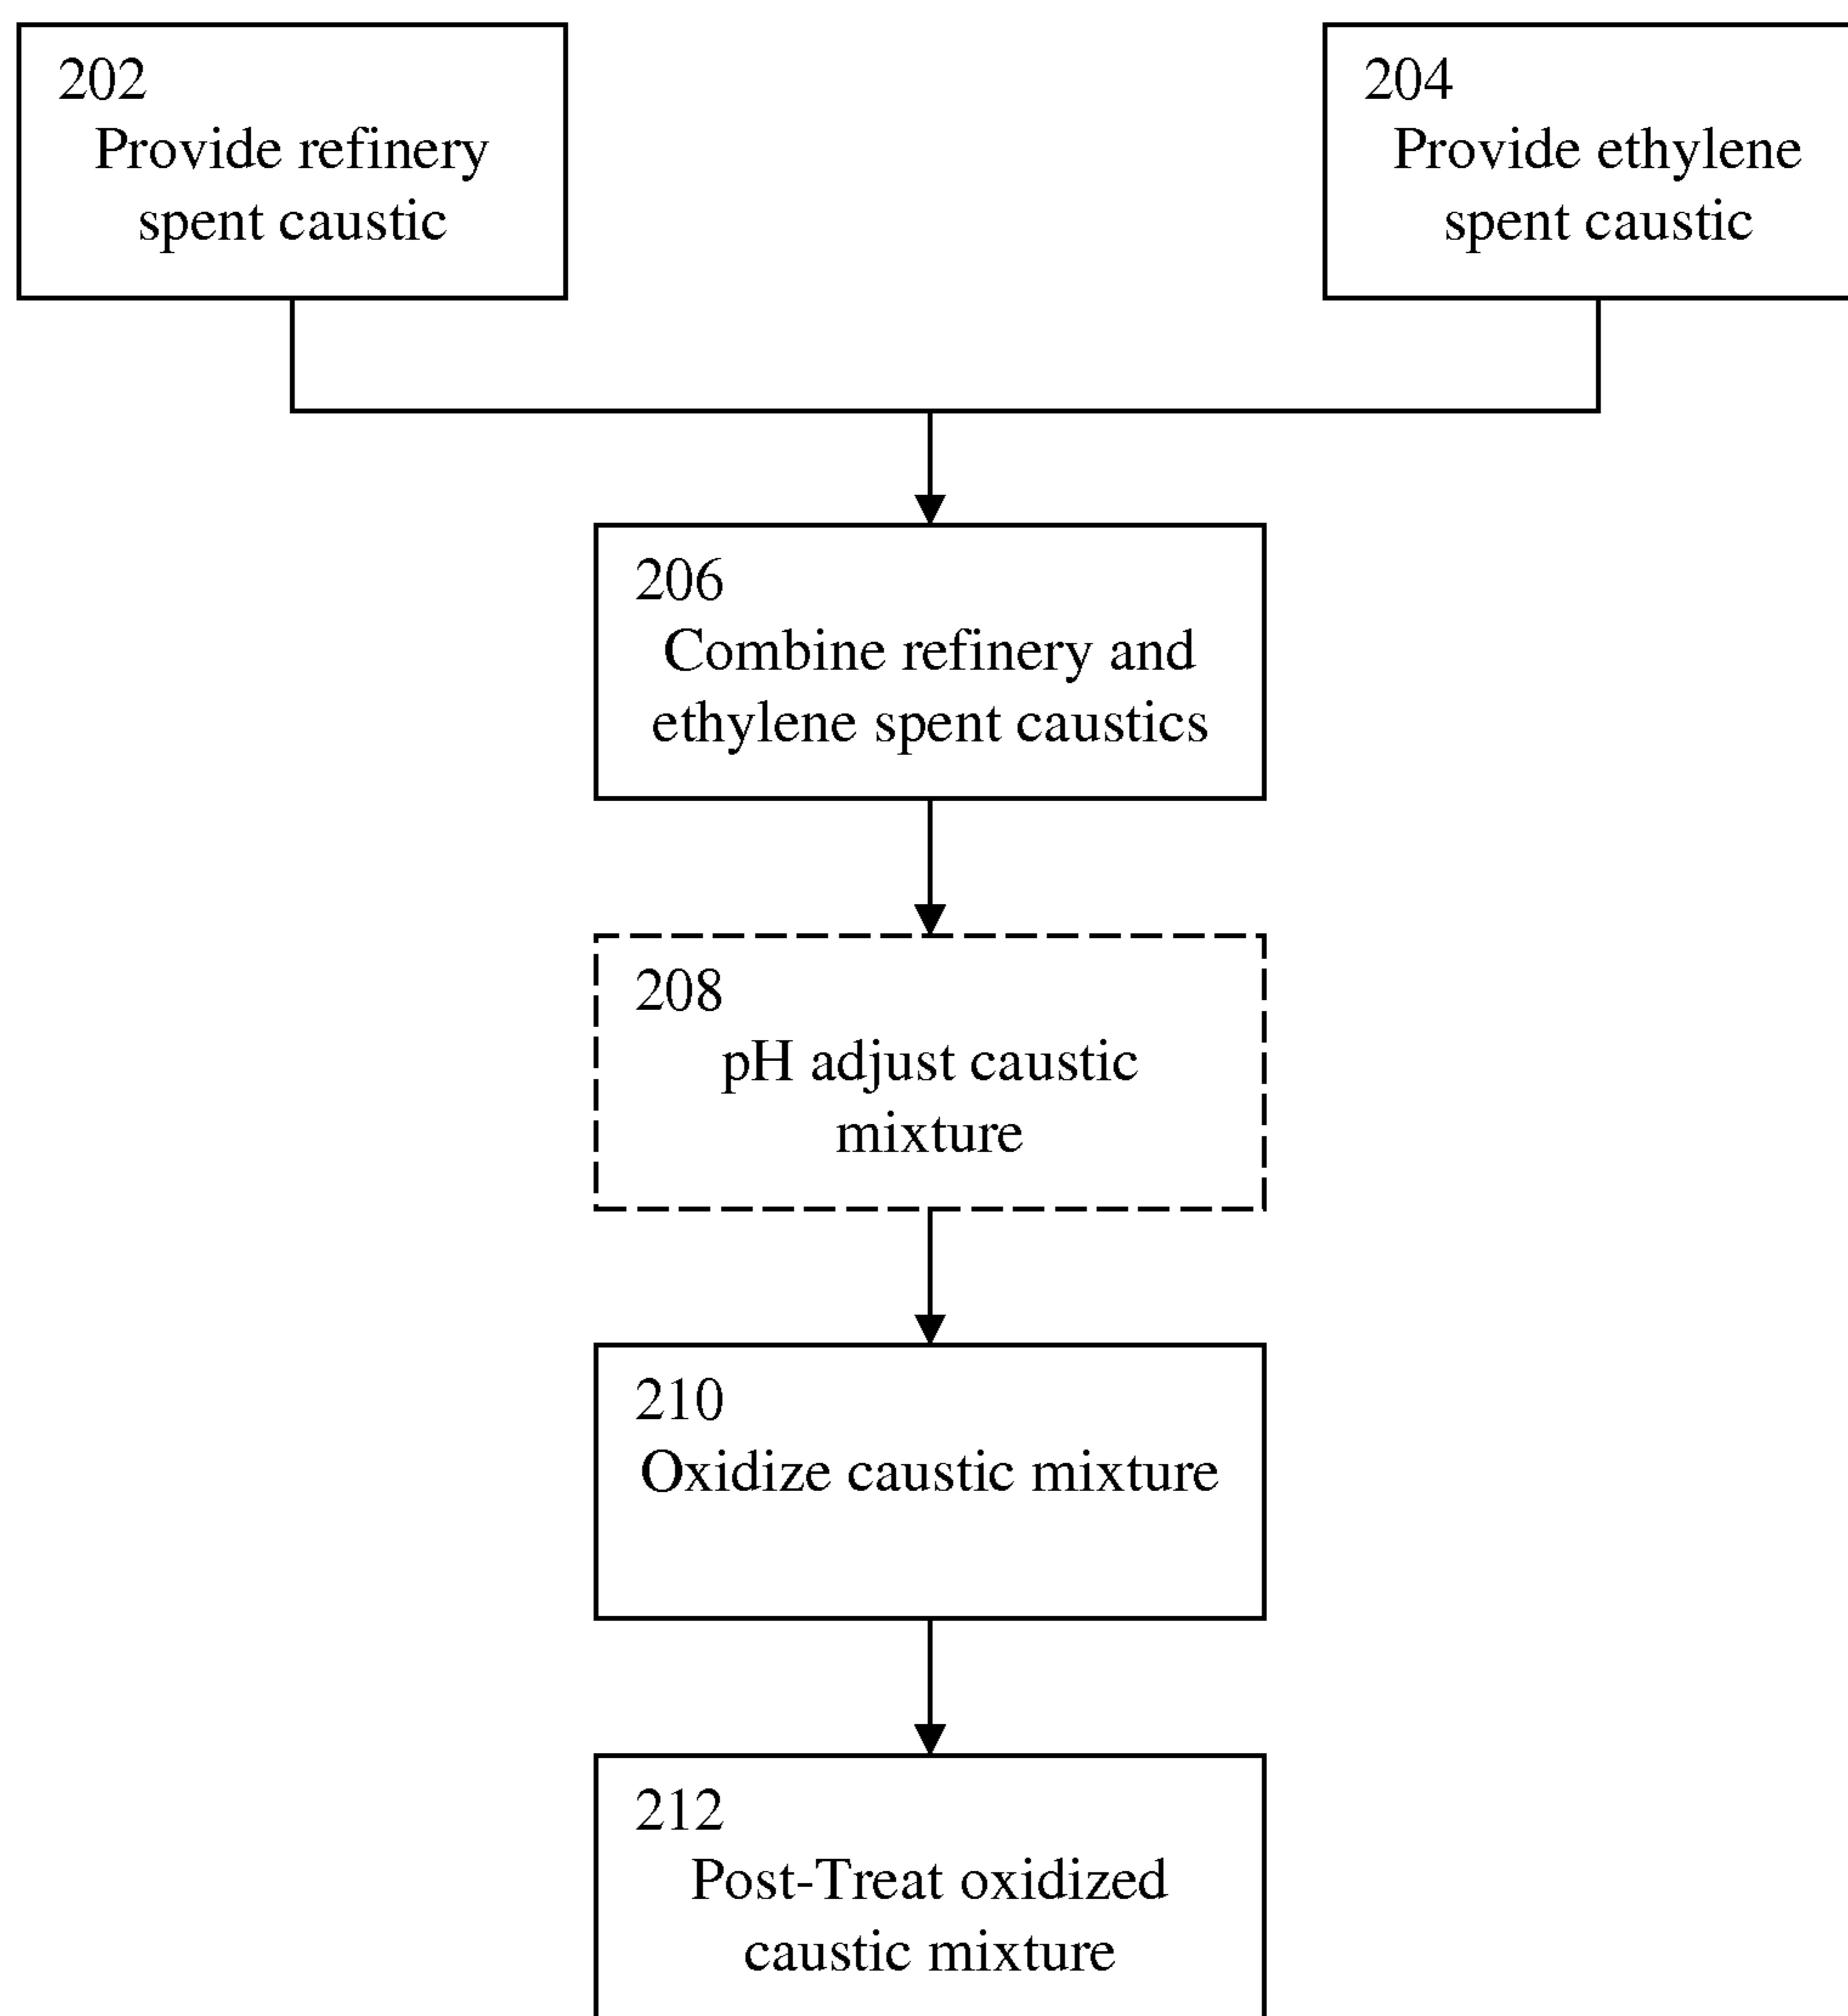 202
Provide refinery
spent caustic
204
Provide ethylene
spent caustic
206
Combine refinery and
ethylene spent caustics
208
pH adjust caustic
mixture
210
Oxidize caustic mixture
212
Post-Treat oxidized
caustic mixture